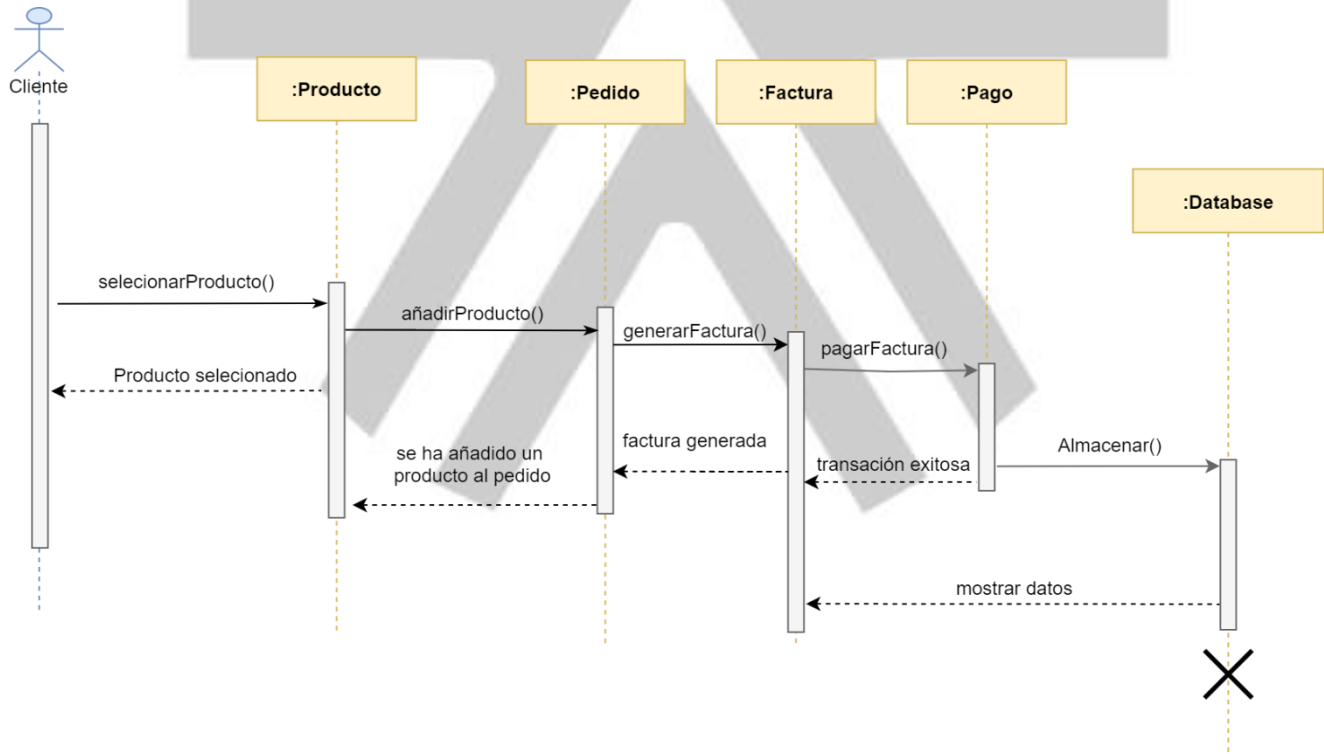 Cliente
:Producto
:Pedido
:Factura
:Pago
:Database
selecionarProducto()
añadirProducto()
generarFactura()
pagarFactura()
Producto selecionado
factura generada
se ha añadido un
producto al pedido
transación exitosa
Almacenar()
mostrar datos